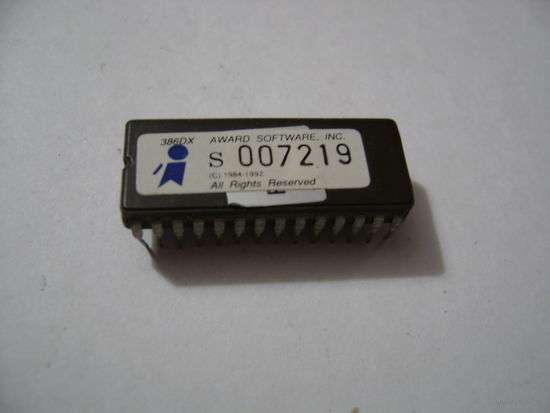 386DX AWARD SOFTWARE, INC.
S 007219
(C) 1984-1992
All Rights Reserved